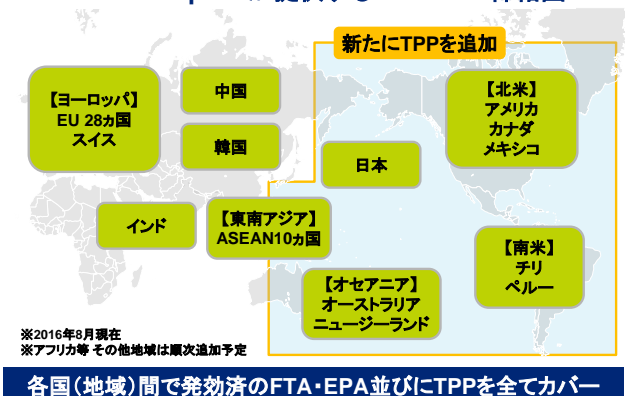 新たにTPPを追加
【ヨーロッパ】
EU 28ヵ国
スイス
中国
韓国
日本
【北米】
アメリカ
カナダ
メキシコ
インド
【東南アジア】
ASEAN10ヵ国
【オセアニア】
オーストラリア
ニュージーランド
【南米】
チリ
ペルー
※2016年8月現在
※アフリカ等 その他地域は順次追加予定
各国（地域）間で発効済のFTA・EPA並びにTPPを全てカバー